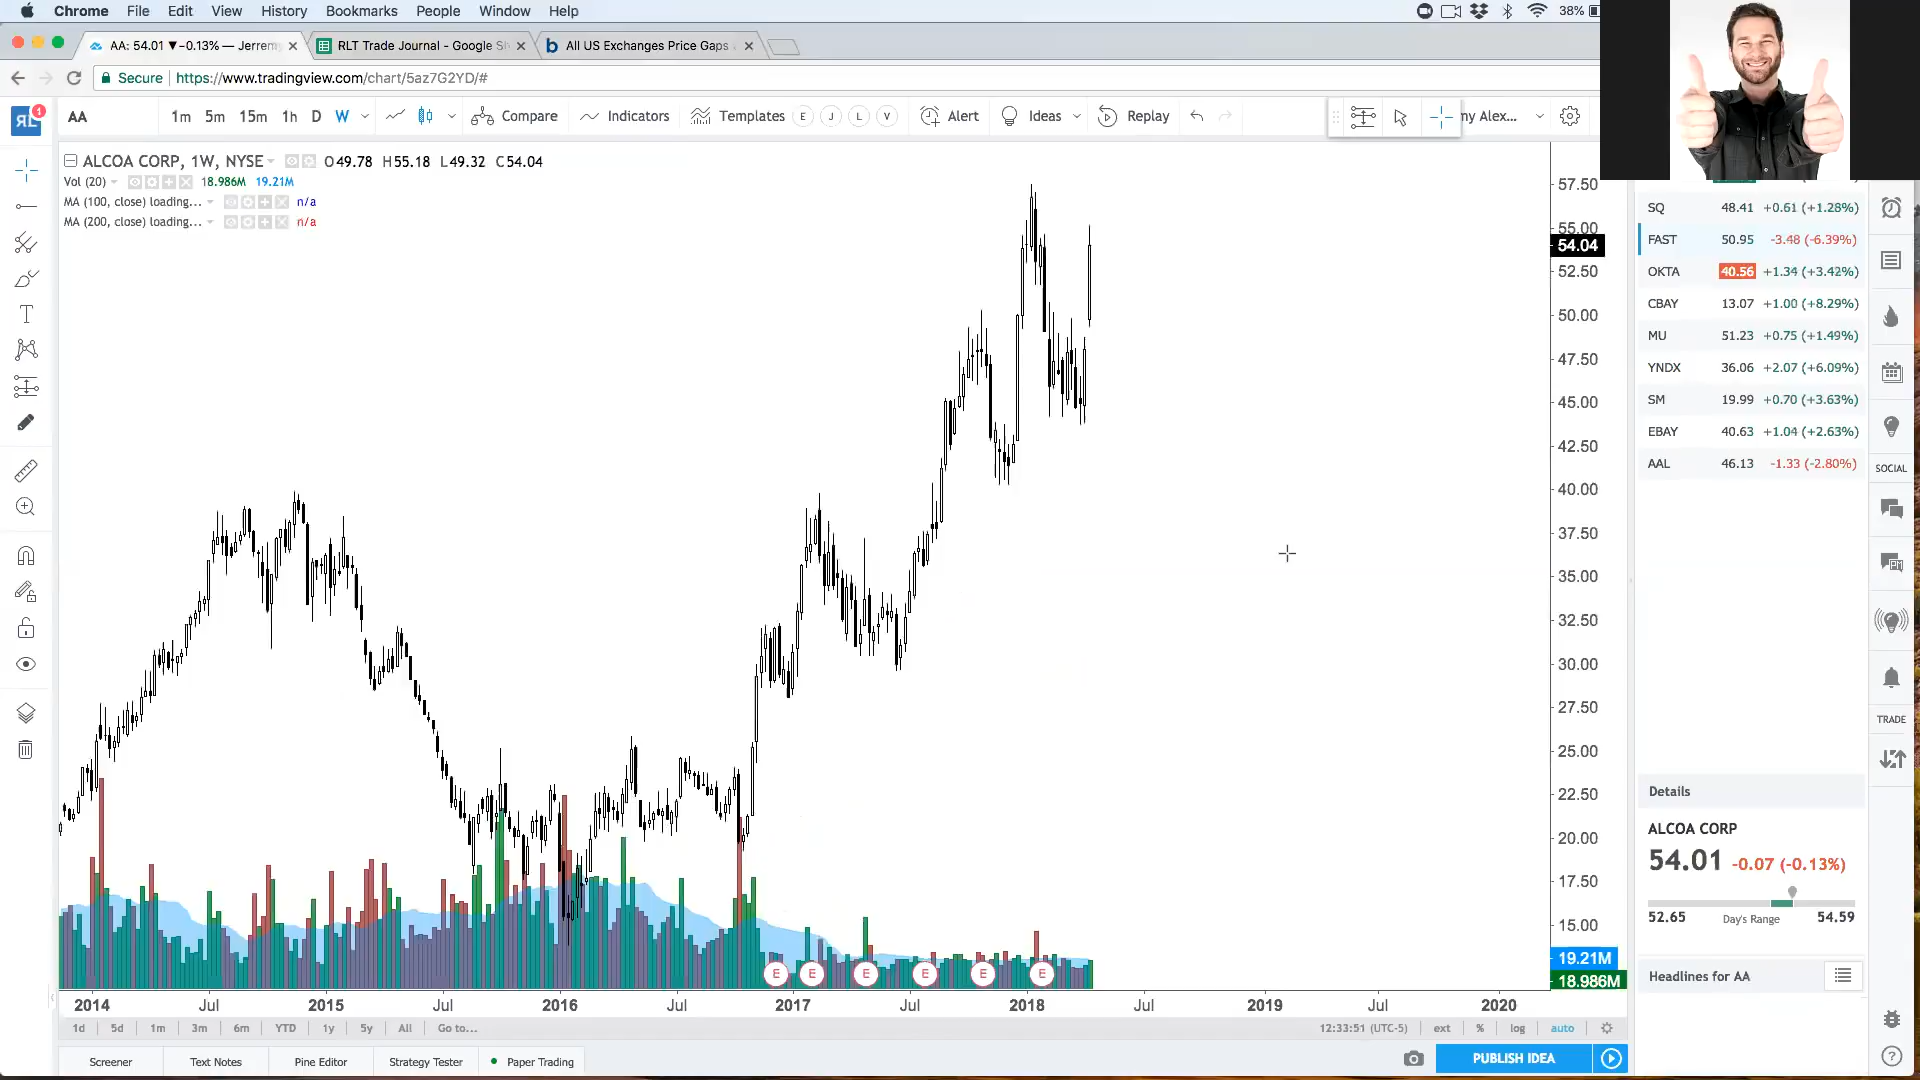 Chrome File Edit View History Bookmarks People Window Help 38%
AA: 54.01 ▼ -0.13% — Jerrem RLT Trade Journal - Google Sh All US Exchanges Price Gaps
Secure | https://www.tradingview.com/chart/5az7G2YD/#
1 AA 1m 5m 15m 1h D W Compare Indicators Templates E J L V Alert Ideas Replay my Alex...
ALCOA CORP, 1W, NYSE O49.78 H55.18 L49.32 C54.04
Vol (20) 18.986M 19.21M
MA (100, close) loading... n/a
MA (200, close) loading... n/a
57.50
55.00
54.04
52.50
50.00
47.50
45.00
42.50
40.00
37.50
35.00
32.50
30.00
27.50
25.00
22.50
20.00
17.50
15.00
19.21M
18.986M
E E E E E E
2014 Jul 2015 Jul 2016 Jul 2017 Jul 2018 Jul 2019 Jul 2020
1d 5d 1m 3m 6m YTD 1y 5y All Go to... 12:33:51 (UTC-5) ext % log auto
Screener Text Notes Pine Editor Strategy Tester Paper Trading PUBLISH IDEA
SQ 48.41 +0.61 (+1.28%)
FAST 50.95 -3.48 (-6.39%)
OKTA 40.56 +1.34 (+3.42%)
CBAY 13.07 +1.00 (+8.29%)
MU 51.23 +0.75 (+1.49%)
YNDX 36.06 +2.07 (+6.09%)
SM 19.99 +0.70 (+3.63%)
EBAY 40.63 +1.04 (+2.63%)
AAL 46.13 -1.33 (-2.80%)
SOCIAL
TRADE
Details
ALCOA CORP
54.01 -0.07 (-0.13%)
52.65 Day's Range 54.59
Headlines for AA